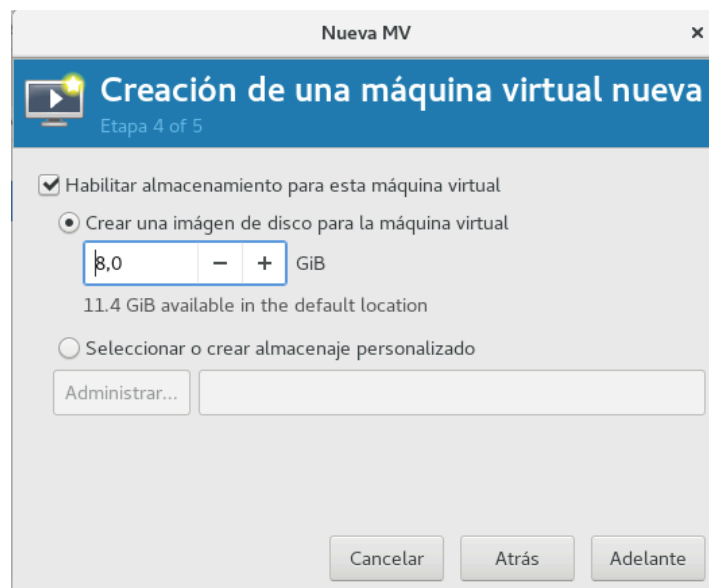 Nueva MV
Creación de una máquina virtual nueva
Etapa 4 of 5
Habilitar almacenamiento para esta máquina virtual
Crear una imágen de disco para la máquina virtual
8,0 − + GiB
11.4 GiB available in the default location
Seleccionar o crear almacenaje personalizado
Administrar...
Cancelar Atrás Adelante